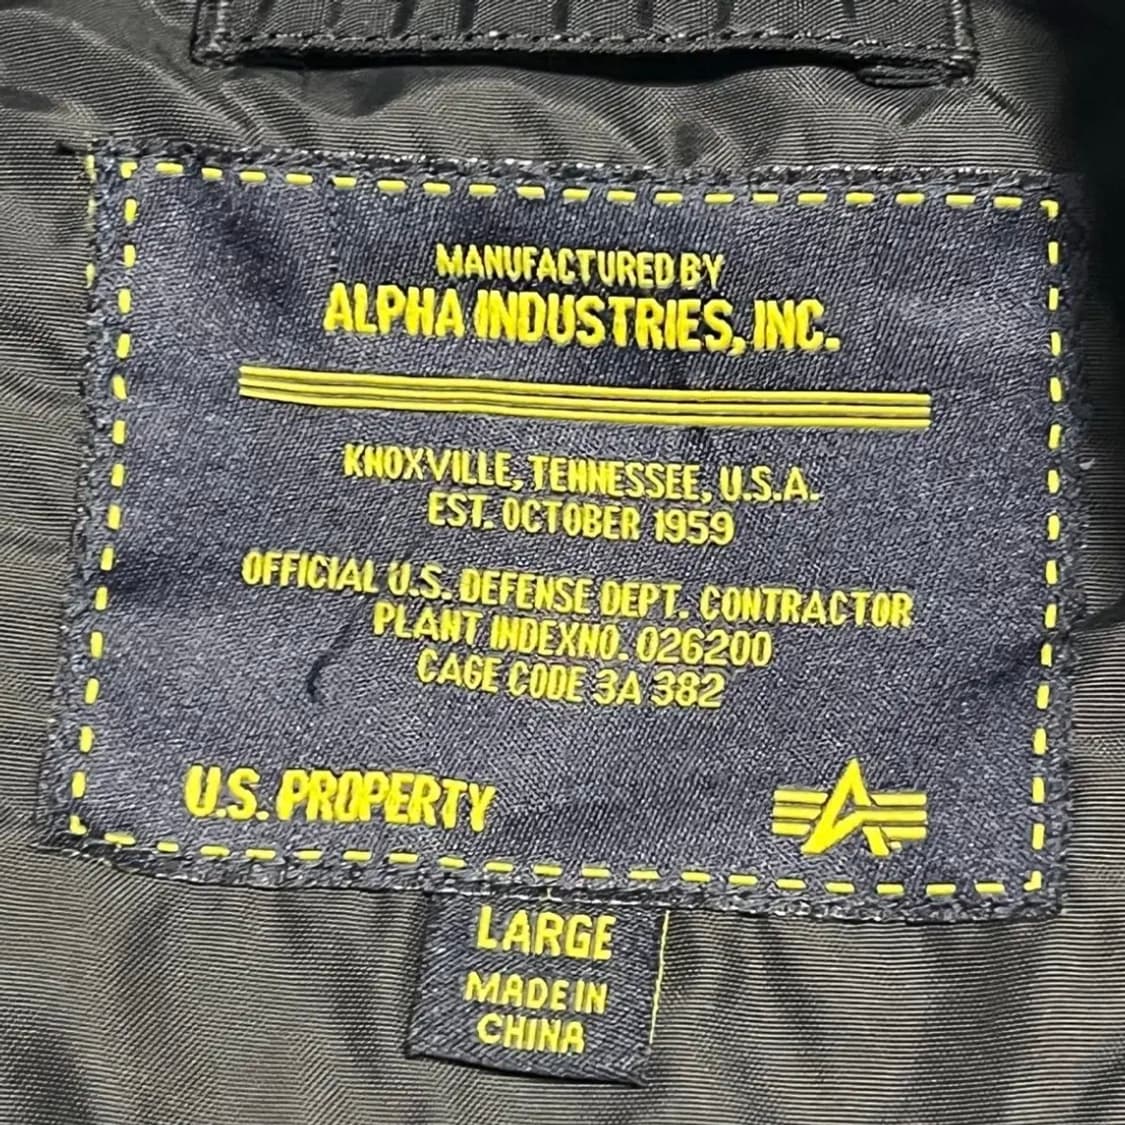 MANUFACTURED BY
ALPHA INDUSTRIES, INC.
KNOXVILLE, TENNESSEE, U.S.A.
EST. OCTOBER 1959
OFFICIAL U.S. DEFENSE DEPT. CONTRACTOR
PLANT INDEXNO. 026200
CAGE CODE 3A 382
U.S. PROPERTY
LARGE
MADE IN
CHINA